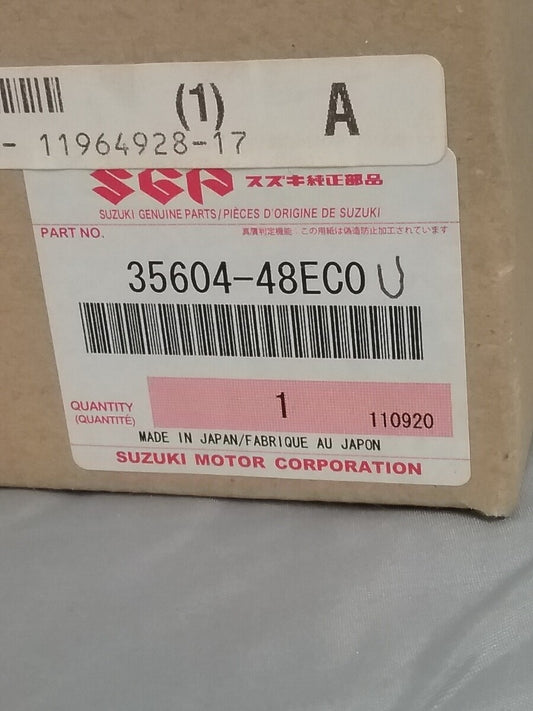 (1) A
- 11964928-17
SGP スズキ純正部品
SUZUKI GENUINE PARTS/PIÈCES D'ORIGINE DE SUZUKI
PART NO. 真贋判定機能：この用紙は偽造防止加工されています
35604-48EC0 U
QUANTITY
(QUANTITÉ)
1
110920
MADE IN JAPAN/FABRIQUE AU JAPON
SUZUKI MOTOR CORPORATION